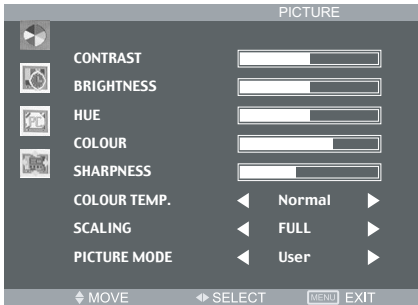 PICTURE
CONTRAST
BRIGHTNESS
HUE
COLOUR
SHARPNESS
COLOUR TEMP. Normal
SCALING FULL
PICTURE MODE User
MOVE SELECT MENU EXIT